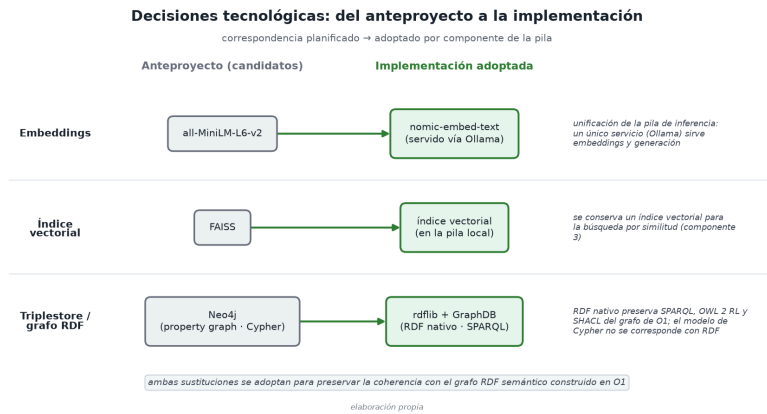 Decisiones tecnológicas: del anteproyecto a la implementación
correspondencia planificado → adoptado por componente de la pila
Anteproyecto (candidatos)
Implementación adoptada
Embeddings
all-MiniLM-L6-v2
nomic-embed-text
(servido vía Ollama)
unificación de la pila de inferencia:
un único servicio (Ollama) sirve
embeddings y generación
Índice
vectorial
FAISS
índice vectorial
(en la pila local)
se conserva un índice vectorial para
la búsqueda por similitud (componente
3)
Triplestore /
grafo RDF
Neo4j
(property graph · Cypher)
rdflib + GraphDB
(RDF nativo · SPARQL)
RDF nativo preserva SPARQL, OWL 2 RL y
SHACL del grafo de O1; el modelo de
Cypher no se corresponde con RDF
ambas sustituciones se adoptan para preservar la coherencia con el grafo RDF semántico construido en O1
elaboración propia